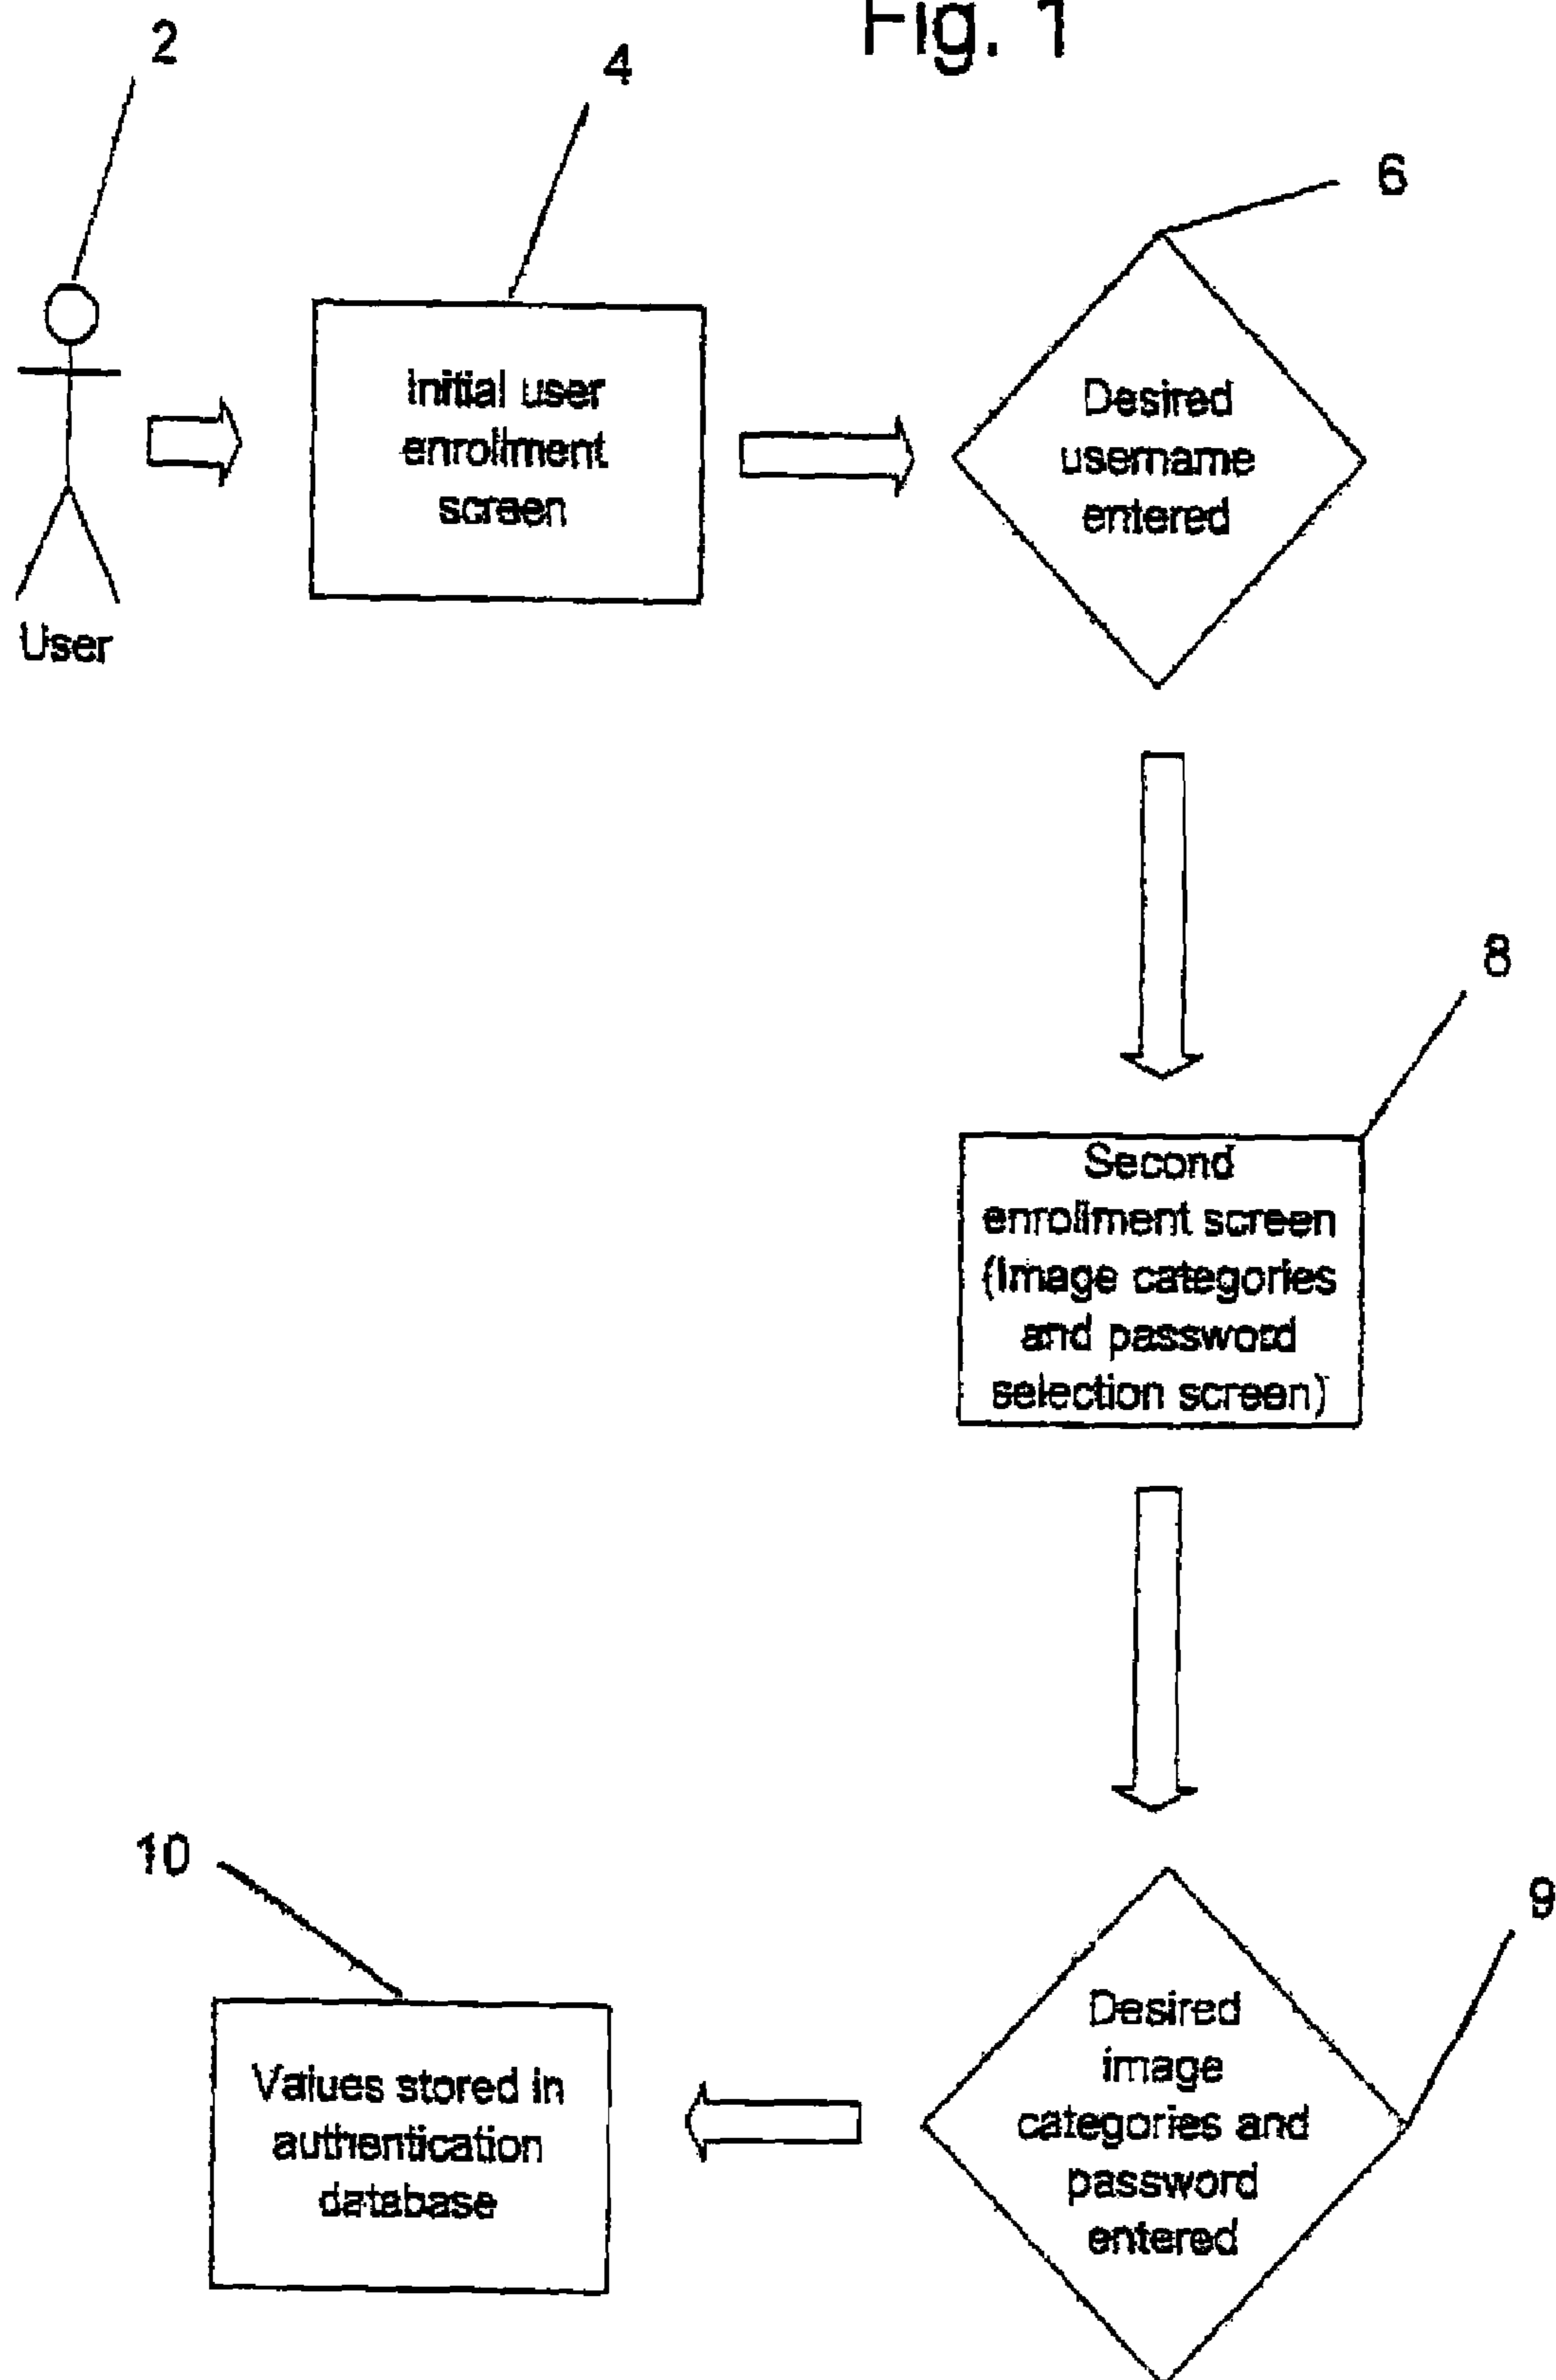 Fig. 1
2
4
6
User
Initial user
enrollment
screen
Desired
username
entered
8
Second
enrollment screen
(Image categories
and password
selection screen)
9
Desired
image
categories and
password
entered
10
Values stored in
authentication
database